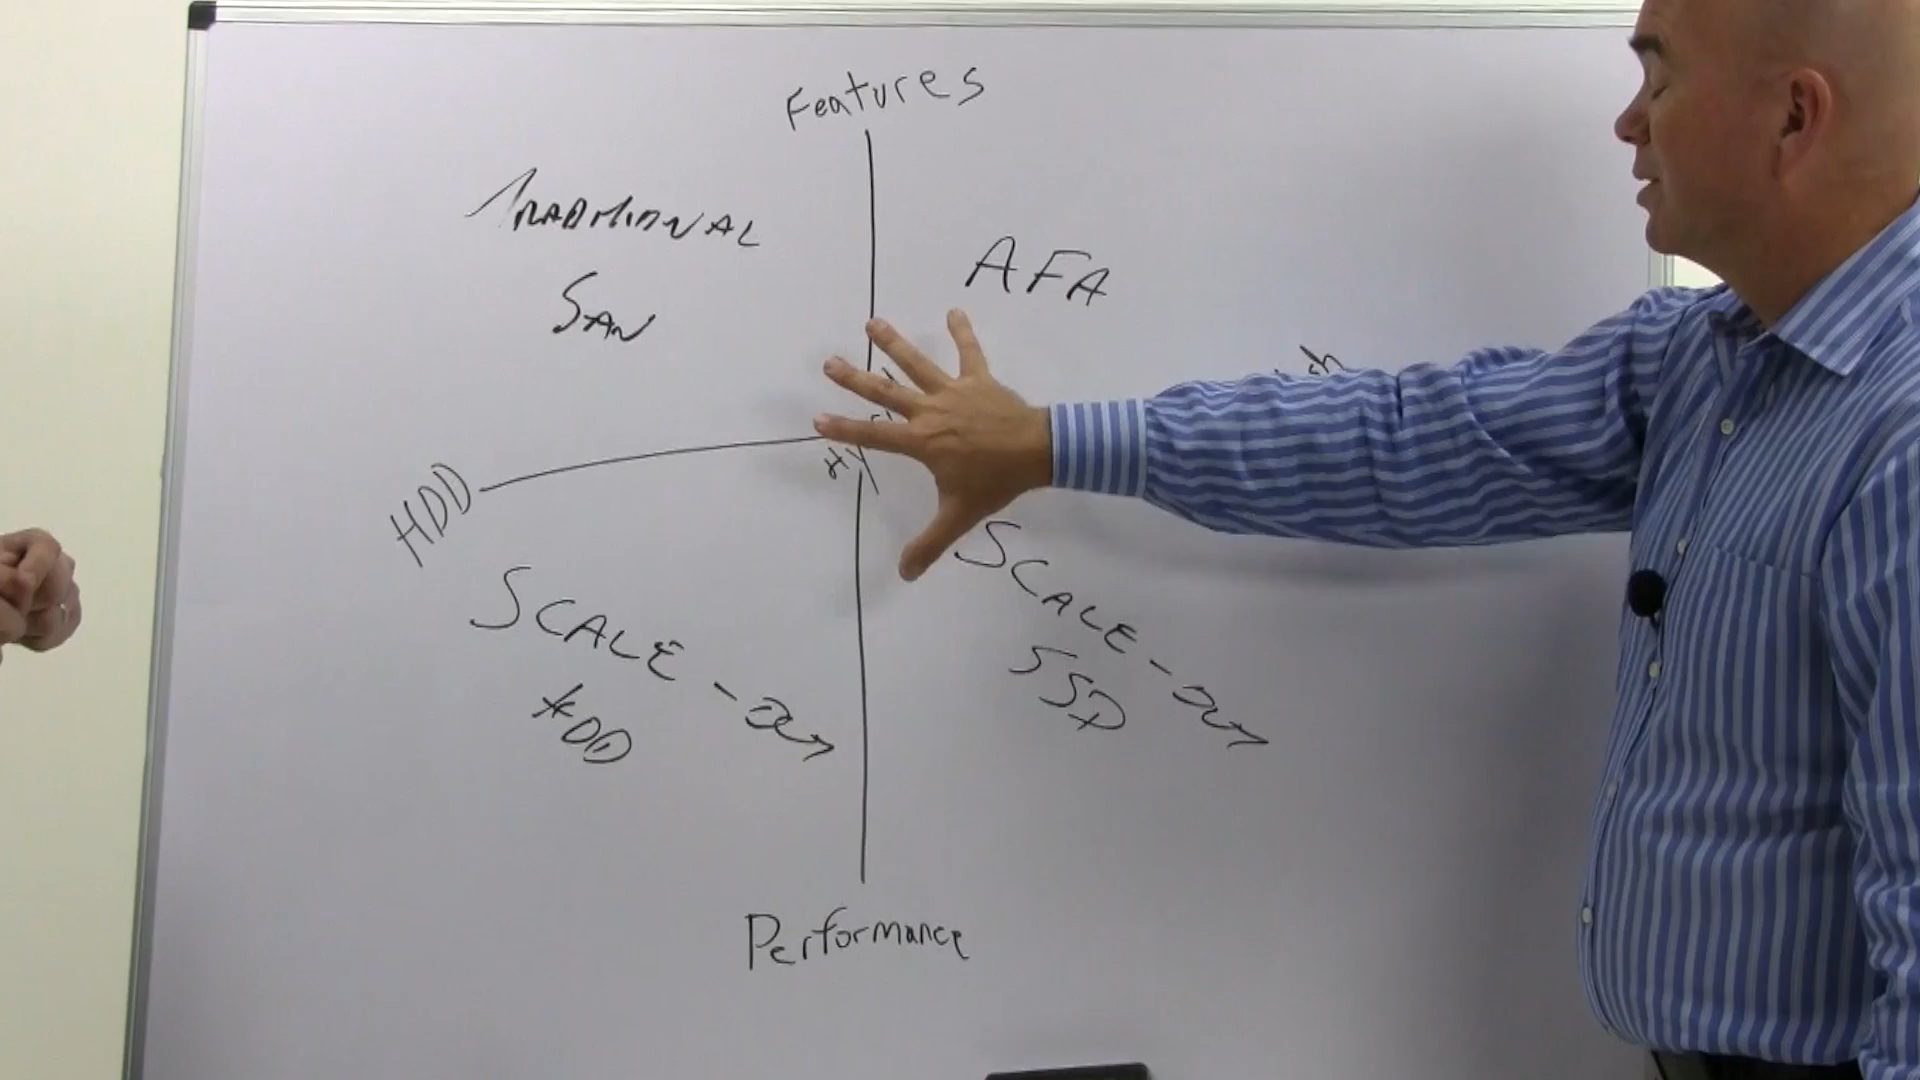 Features
TRADITIONAL
SAN
AFA
HDD
SCALE-OUT
HDD
SCALE-OUT
SSD
Performance